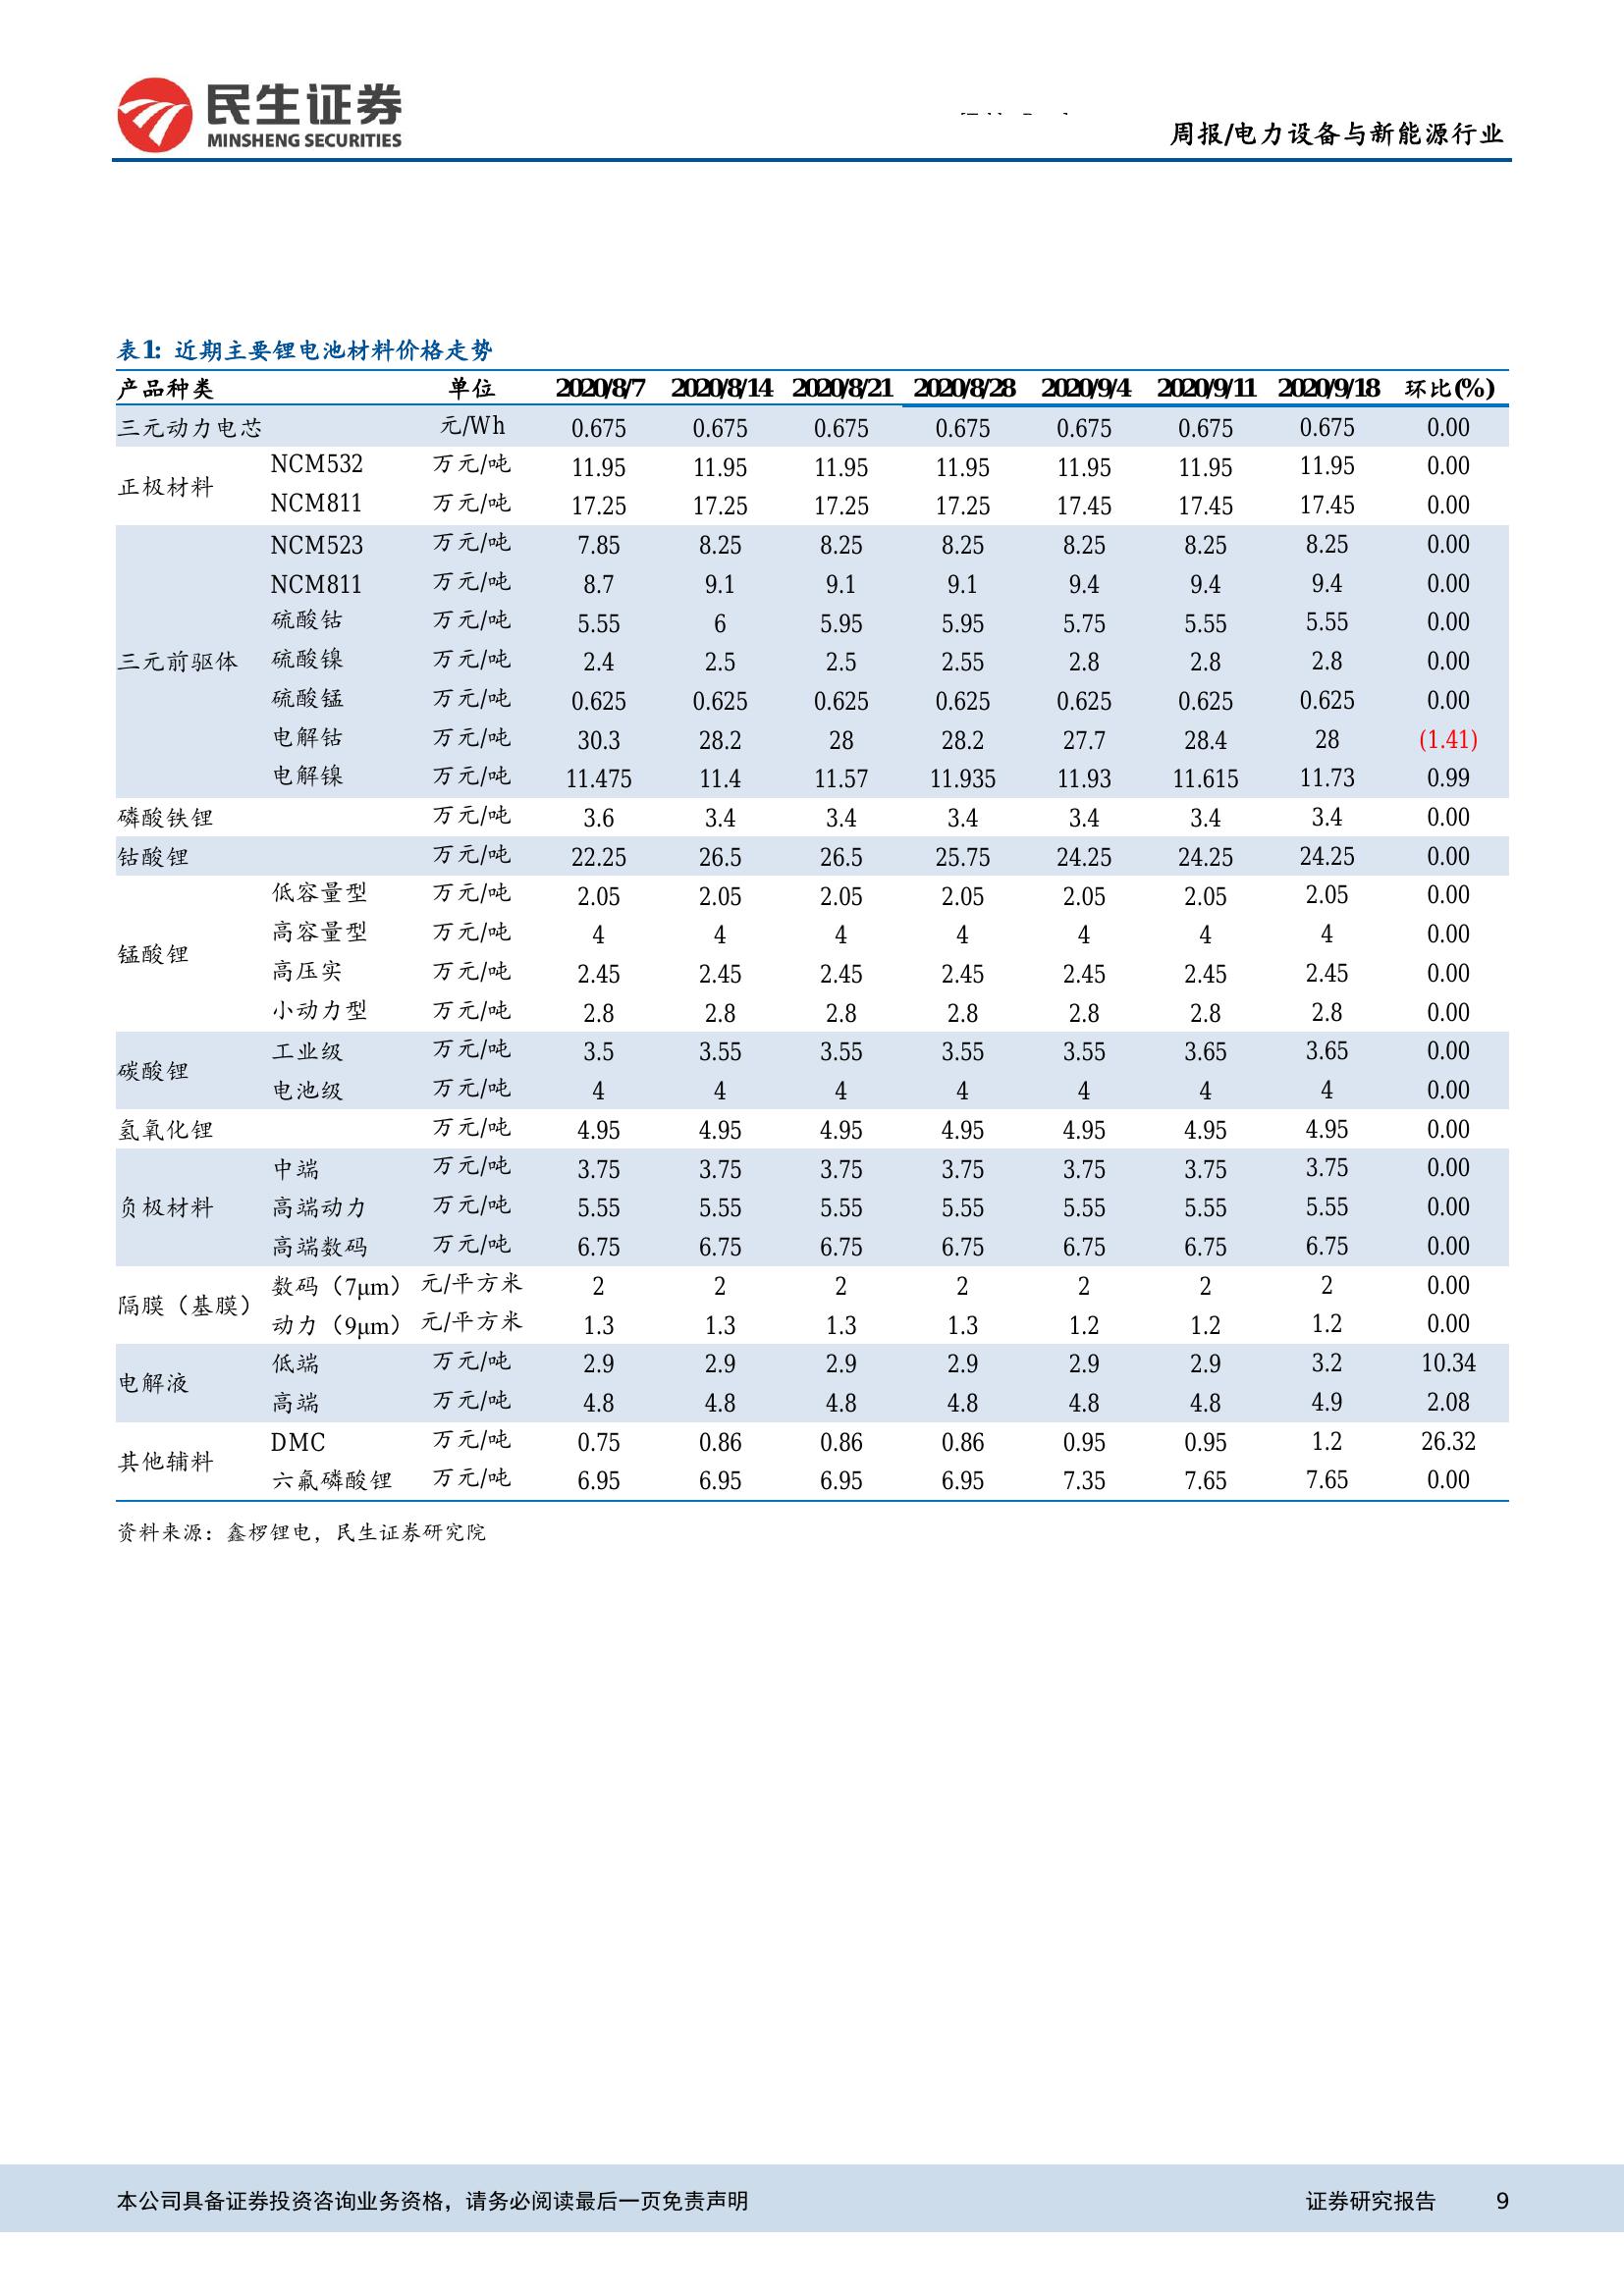 民生证券
MINSHENG SECURITIES
周报/电力设备与新能源行业
表1: 近期主要锂电池材料价格走势
产品种类 单位 2020/8/7 2020/8/14 2020/8/21 2020/8/28 2020/9/4 2020/9/11 2020/9/18 环比(%)
三元动力电芯 元/Wh 0.675 0.675 0.675 0.675 0.675 0.675 0.675 0.00
正极材料 NCM532 万元/吨 11.95 11.95 11.95 11.95 11.95 11.95 11.95 0.00
NCM811 万元/吨 17.25 17.25 17.25 17.25 17.45 17.45 17.45 0.00
三元前驱体 NCM523 万元/吨 7.85 8.25 8.25 8.25 8.25 8.25 8.25 0.00
NCM811 万元/吨 8.7 9.1 9.1 9.1 9.4 9.4 9.4 0.00
硫酸钴 万元/吨 5.55 6 5.95 5.95 5.75 5.55 5.55 0.00
硫酸镍 万元/吨 2.4 2.5 2.5 2.55 2.8 2.8 2.8 0.00
硫酸锰 万元/吨 0.625 0.625 0.625 0.625 0.625 0.625 0.625 0.00
电解钴 万元/吨 30.3 28.2 28 28.2 27.7 28.4 28 (1.41)
电解镍 万元/吨 11.475 11.4 11.57 11.935 11.93 11.615 11.73 0.99
磷酸铁锂 万元/吨 3.6 3.4 3.4 3.4 3.4 3.4 3.4 0.00
钴酸锂 万元/吨 22.25 26.5 26.5 25.75 24.25 24.25 24.25 0.00
锰酸锂 低容量型 万元/吨 2.05 2.05 2.05 2.05 2.05 2.05 2.05 0.00
高容量型 万元/吨 4 4 4 4 4 4 4 0.00
高压实 万元/吨 2.45 2.45 2.45 2.45 2.45 2.45 2.45 0.00
小动力型 万元/吨 2.8 2.8 2.8 2.8 2.8 2.8 2.8 0.00
碳酸锂 工业级 万元/吨 3.5 3.55 3.55 3.55 3.55 3.65 3.65 0.00
电池级 万元/吨 4 4 4 4 4 4 4 0.00
氢氧化锂 万元/吨 4.95 4.95 4.95 4.95 4.95 4.95 4.95 0.00
负极材料 中端 万元/吨 3.75 3.75 3.75 3.75 3.75 3.75 3.75 0.00
高端动力 万元/吨 5.55 5.55 5.55 5.55 5.55 5.55 5.55 0.00
高端数码 万元/吨 6.75 6.75 6.75 6.75 6.75 6.75 6.75 0.00
隔膜（基膜） 数码（7μm） 元/平方米 2 2 2 2 2 2 2 0.00
动力（9μm） 元/平方米 1.3 1.3 1.3 1.3 1.2 1.2 1.2 0.00
电解液 低端 万元/吨 2.9 2.9 2.9 2.9 2.9 2.9 3.2 10.34
高端 万元/吨 4.8 4.8 4.8 4.8 4.8 4.8 4.9 2.08
其他辅料 DMC 万元/吨 0.75 0.86 0.86 0.86 0.95 0.95 1.2 26.32
六氟磷酸锂 万元/吨 6.95 6.95 6.95 6.95 7.35 7.65 7.65 0.00
资料来源：鑫椤锂电，民生证券研究院
本公司具备证券投资咨询业务资格，请务必阅读最后一页免责声明 证券研究报告 9